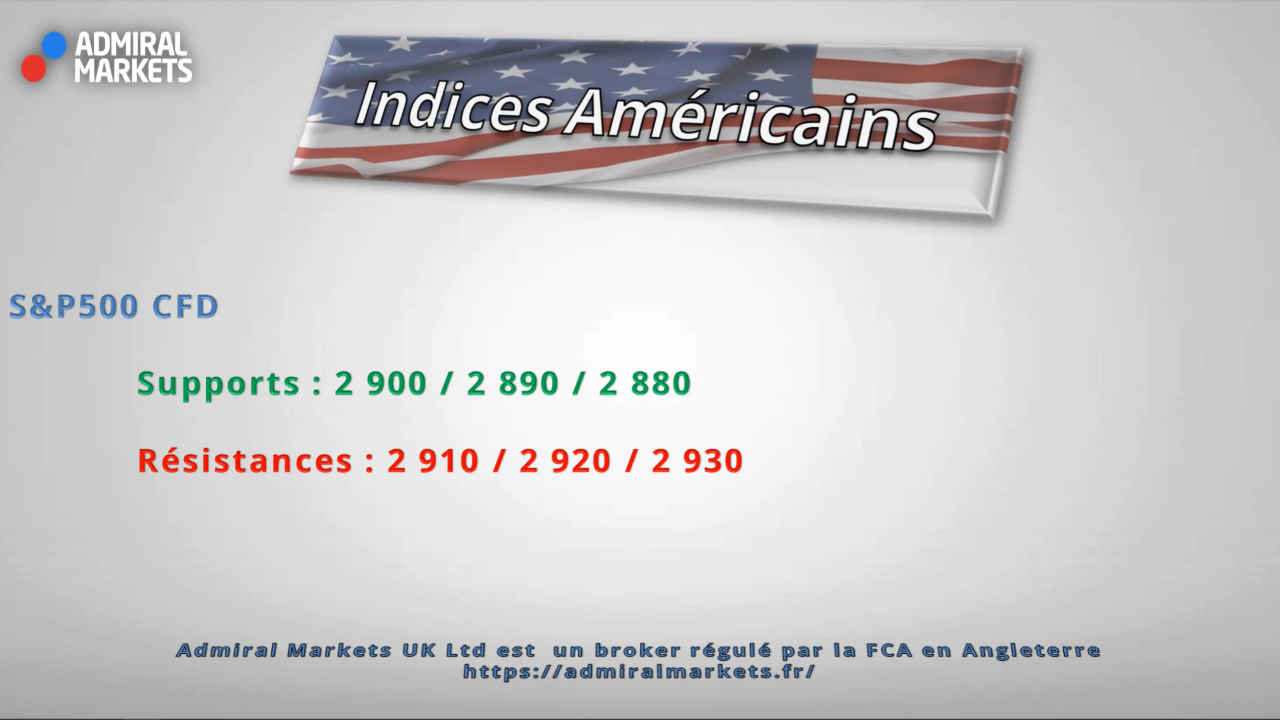 ADMIRAL
MARKETS
Indices Américains
S&P500 CFD
Supports : 2 900 / 2 890 / 2 880
Résistances : 2 910 / 2 920 / 2 930
Admiral Markets UK Ltd est  un broker régulé par la FCA en Angleterre
https://admiralmarkets.fr/